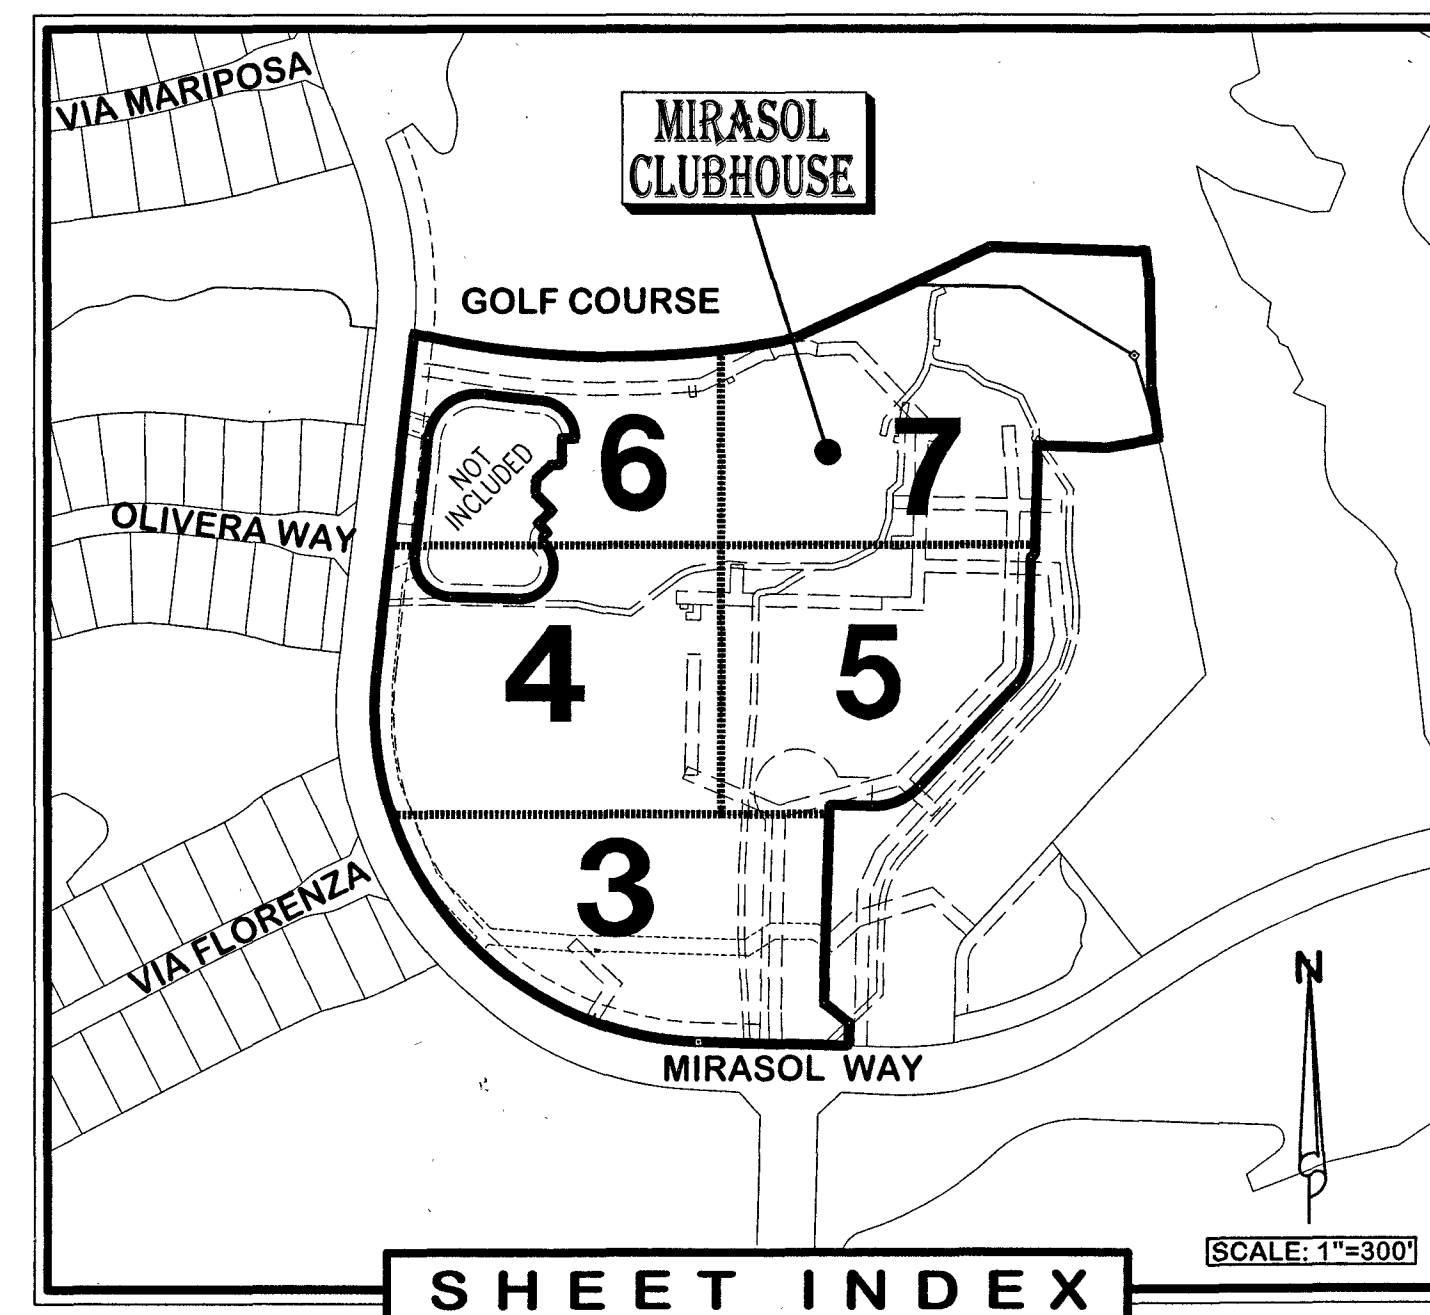 VIA MARIPOSA
MIRASOL
CLUBHOUSE
GOLF COURSE
6
7
NOT
INCLUDED
OLIVERA WAY
4
5
3
VIA FLORENZA
N
MIRASOL WAY
SCALE: 1"=300'
SHEET INDEX